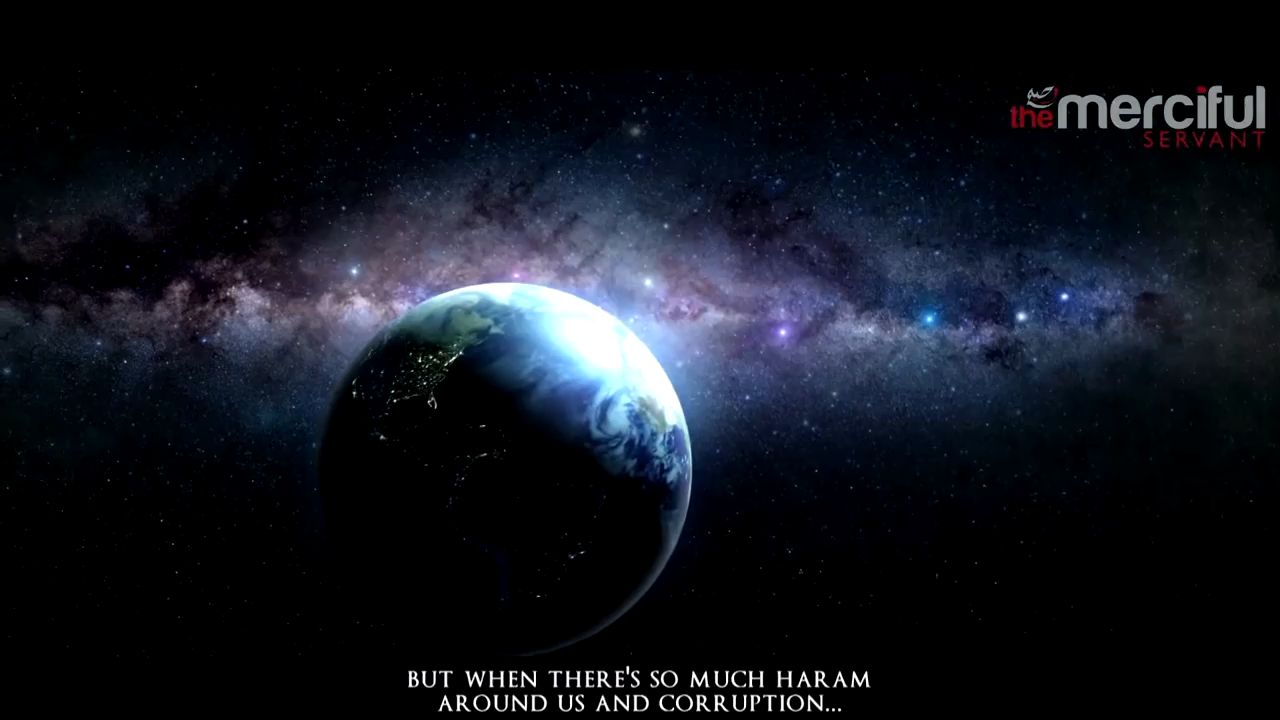 the merciful
SERVANT
BUT WHEN THERE'S SO MUCH HARAM
AROUND US AND CORRUPTION...